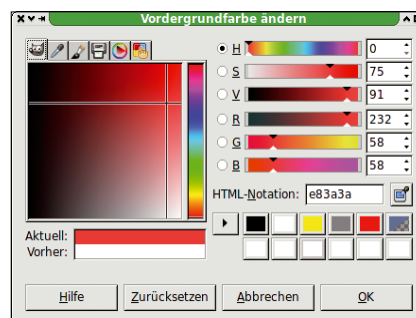 Vordergrundfarbe ändern
H 0
S 75
V 91
R 232
G 58
B 58
HTML-Notation: e83a3a
Aktuell:
Vorher:
Hilfe Zurücksetzen Abbrechen OK